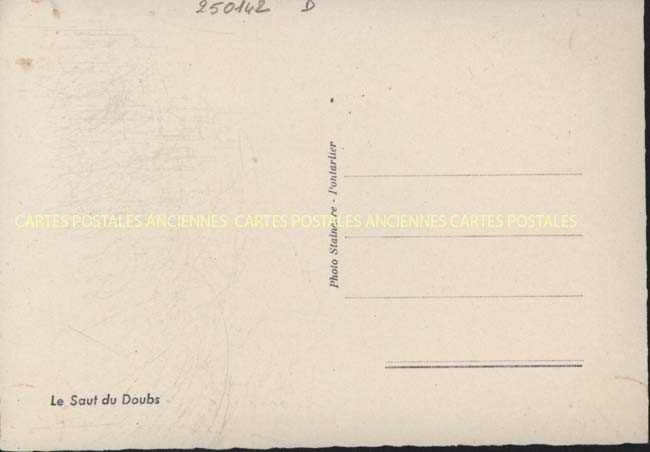 250142 D
Photo Stainacre - Pontarlier
CARTES POSTALES ANCIENNES CARTES POSTALES ANCIENNES CARTES POSTALES
Le Saut du Doubs